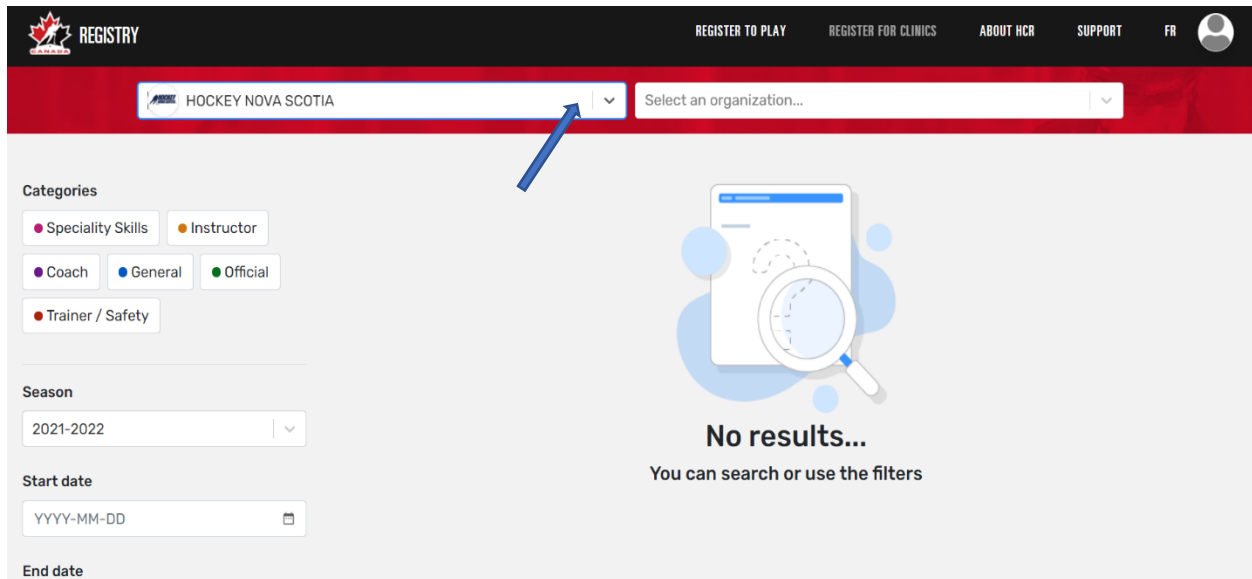 CANADA
REGISTRY
REGISTER TO PLAY
REGISTER FOR CLINICS
ABOUT HCR
SUPPORT
FR
HOCKEY NOVA SCOTIA
Select an organization...
Categories
Speciality Skills
Instructor
Coach
General
Official
Trainer / Safety
Season
2021-2022
Start date
YYYY-MM-DD
End date
No results...
You can search or use the filters